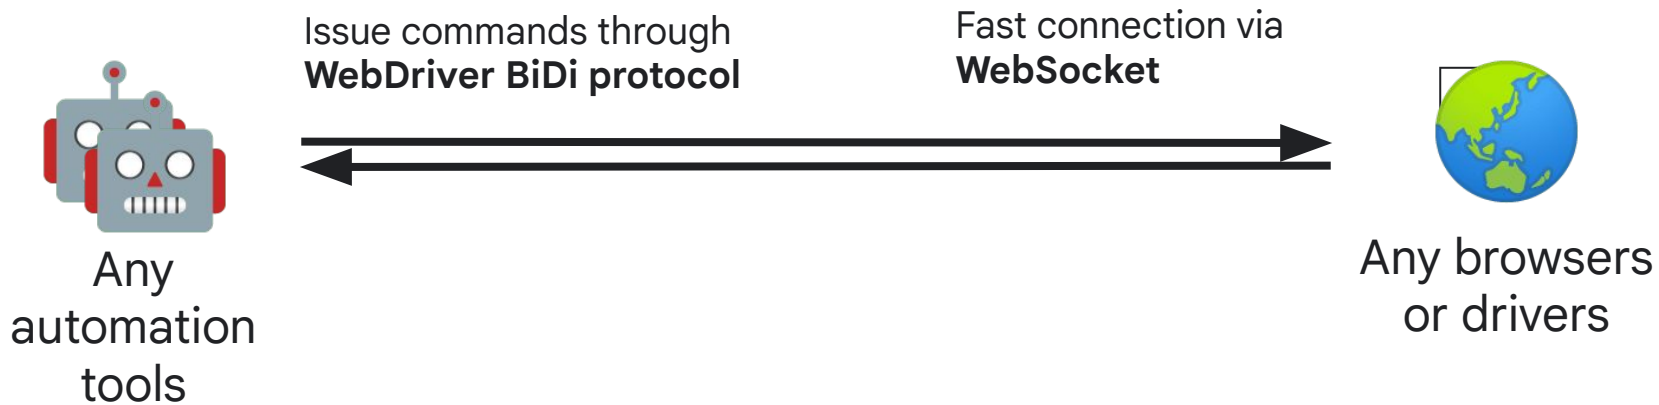 Issue commands through
WebDriver BiDi protocol
Fast connection via
WebSocket
Any
automation
tools
Any browsers
or drivers